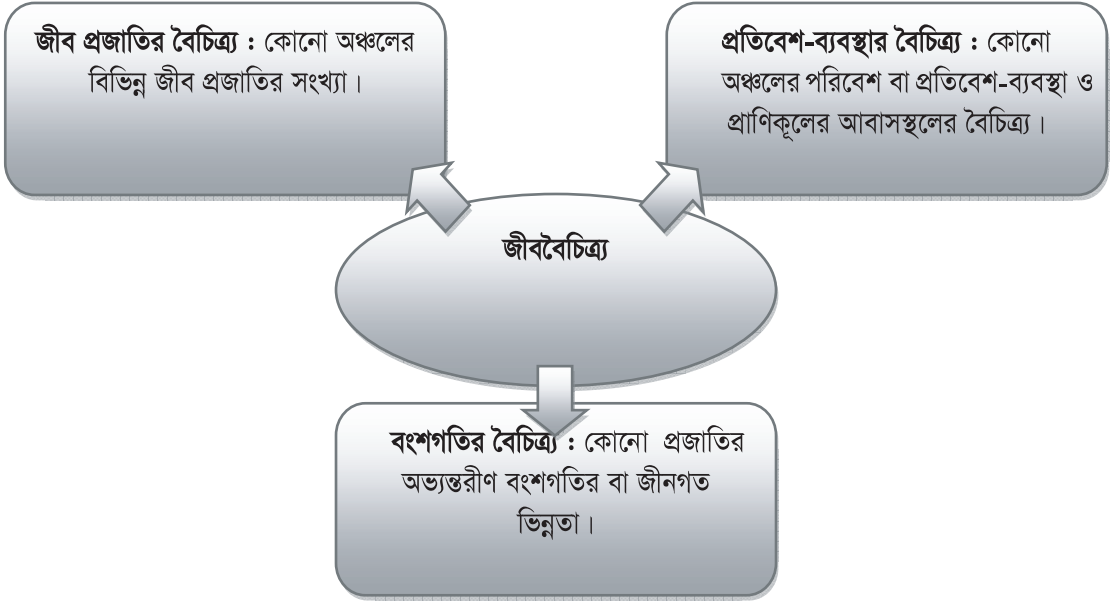 জীব প্রজাতির বৈচিত্র্য : কোনো অঞ্চলের
বিভিন্ন জীব প্রজাতির সংখ্যা।
প্রতিবেশ-ব্যবস্থার বৈচিত্র্য : কোনো
অঞ্চলের পরিবেশ বা প্রতিবেশ-ব্যবস্থা ও
প্রাণিকূলের আবাসস্থলের বৈচিত্র্য।
জীববৈচিত্র্য
বংশগতির বৈচিত্র্য : কোনো প্রজাতির
অভ্যন্তরীণ বংশগতির বা জীনগত
ভিন্নতা।